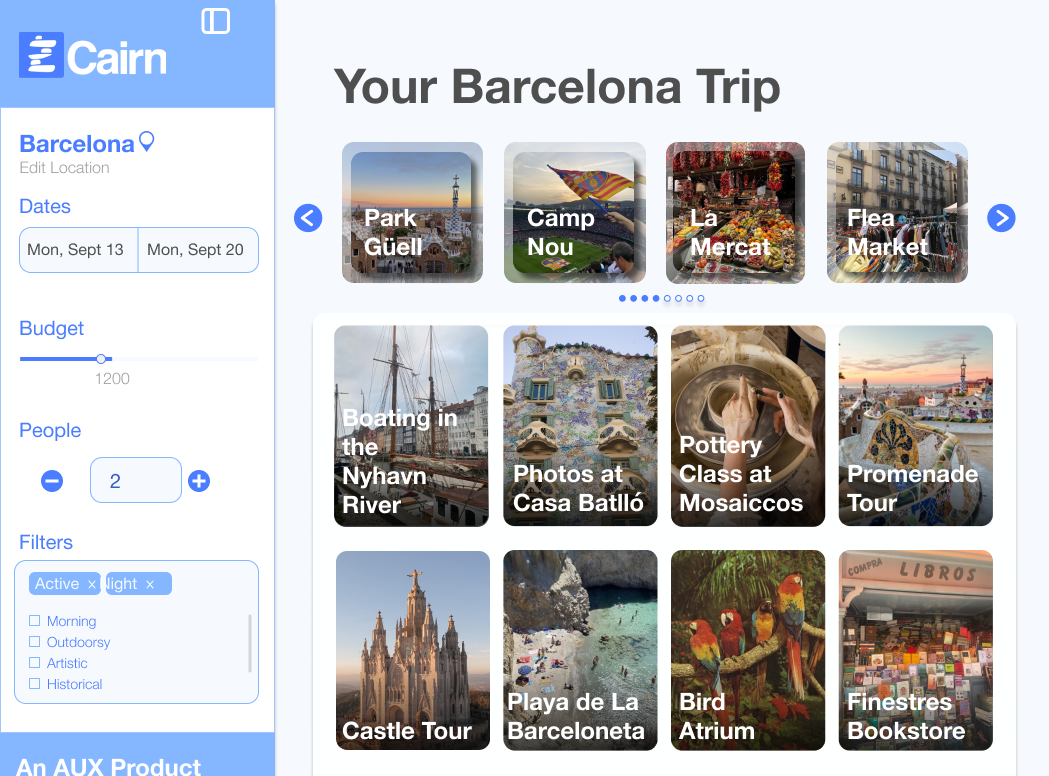 Cairn
Barcelona
Edit Location
Dates
Mon, Sept 13
Mon, Sept 20
Budget
1200
People
2
Filters
Active ×
Night ×
Morning
Outdoorsy
Artistic
Historical
An AUX Product
Your Barcelona Trip
Park
Güell
Camp
Nou
La
Mercat
Flea
Market
Boating in
the
Nyhavn
River
Photos at
Casa Batlló
Pottery
Class at
Mosaiccos
Promenade
Tour
Castle Tour
Playa de La
Barceloneta
Bird
Atrium
COMPRA LIBROS
Finestres
Bookstore